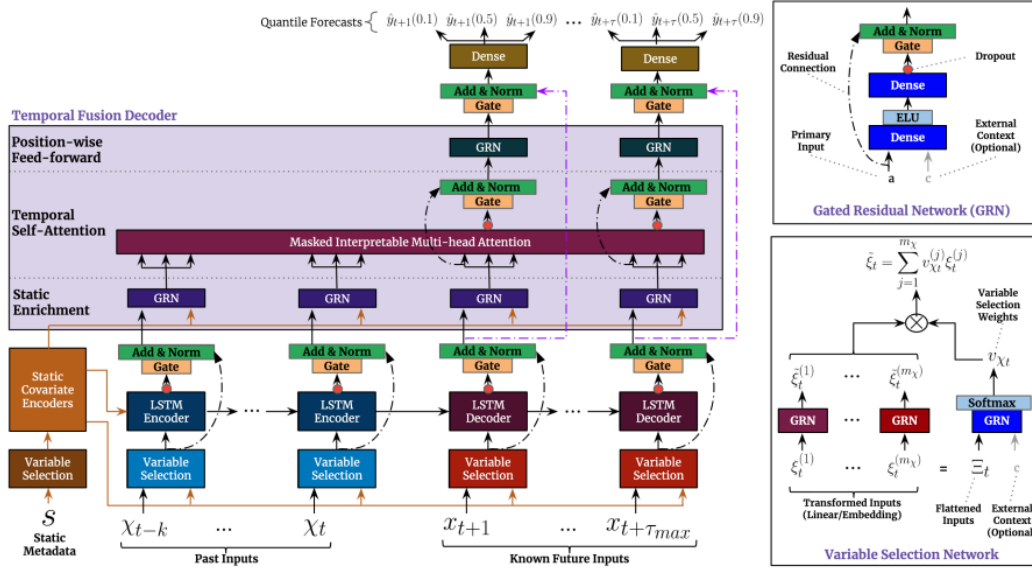 Quantile Forecasts ŷt+1(0.1) ŷt+1(0.5) ŷt+1(0.9) ... ŷt+τ(0.1) ŷt+τ(0.5) ŷt+τ(0.9)
Dense Dense
Add & Norm Add & Norm
Gate Gate
Temporal Fusion Decoder
Position-wise
Feed-forward
GRN GRN
Add & Norm Add & Norm
Gate Gate
Temporal
Self-Attention
Masked Interpretable Multi-head Attention
Static
Enrichment
GRN GRN GRN GRN
Add & Norm Add & Norm Add & Norm Add & Norm
Gate Gate Gate Gate
Static
Covariate
Encoders
LSTM
Encoder
...
LSTM
Encoder
LSTM
Decoder
...
LSTM
Decoder
Variable
Selection
Variable
Selection
Variable
Selection
Variable
Selection
Variable
Selection
s
Static
Metadata
χt−k ... χt xt+1 ... xt+τmax
Past Inputs Known Future Inputs
Add & Norm
Gate
Residual
Connection
Dropout
Dense
ELU
Dense
Primary
Input
External
Context
(Optional)
a c
Gated Residual Network (GRN)
ξ̃t = ∑j=1mχ vχt(j) ξ̃t(j)
Variable
Selection
Weights
⊗
vχt
ξ̃t(1) ... ξ̃t(mχ)
Softmax
GRN GRN GRN
ξt(1) ... ξt(mχ) = Ξt c
Transformed Inputs
(Linear/Embedding)
Flattened
Inputs
External
Context
(Optional)
Variable Selection Network